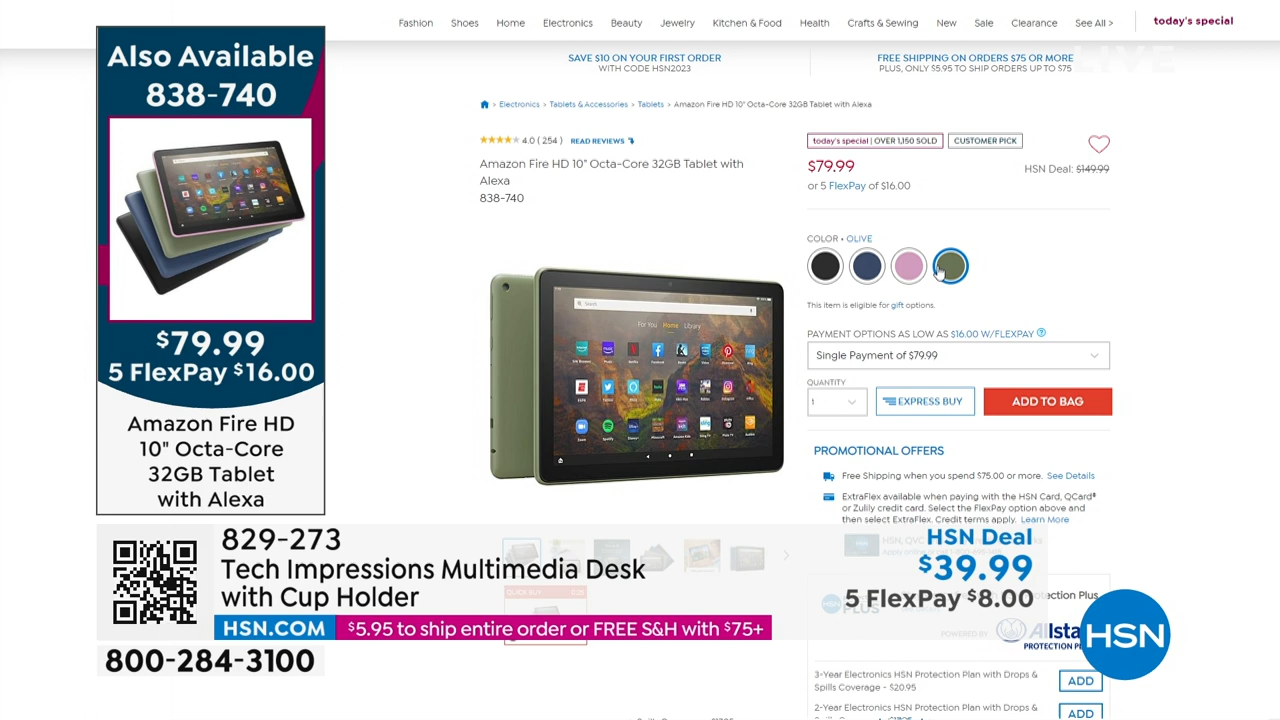 Fashion Shoes Home Electronics Beauty Jewelry Kitchen & Food Health Crafts & Sewing New Sale Clearance See All > today's special
LIVE
SAVE $10 ON YOUR FIRST ORDER
WITH CODE HSN2023
FREE SHIPPING ON ORDERS $75 OR MORE
PLUS, ONLY $5.95 TO SHIP ORDERS UP TO $75
Also Available
838-740
$79.99
5 FlexPay $16.00
Amazon Fire HD
10" Octa-Core
32GB Tablet
with Alexa
> Electronics > Tablets & Accessories > Tablets > Amazon Fire HD 10" Octa-Core 32GB Tablet with Alexa
4.0 ( 254 ) READ REVIEWS
Amazon Fire HD 10" Octa-Core 32GB Tablet with
Alexa
838-740
today's special | OVER 1,150 SOLD CUSTOMER PICK
$79.99 HSN Deal: $149.99
or 5 FlexPay of $16.00
COLOR • OLIVE
This item is eligible for gift options.
PAYMENT OPTIONS AS LOW AS $16.00 W/FLEXPAY
Single Payment of $79.99
QUANTITY
1 EXPRESS BUY ADD TO BAG
For You Home Library
PROMOTIONAL OFFERS
Free Shipping when you spend $75.00 or more. See Details
ExtraFlex available when paying with the HSN Card, QCard®
or Zulily credit card. Select the FlexPay option above and
then select ExtraFlex. Credit terms apply. Learn More
829-273
Tech Impressions Multimedia Desk
with Cup Holder
HSN Deal
$39.99
5 FlexPay $8.00
HSN.COM $5.95 to ship entire order or FREE S&H with $75+
800-284-3100
POWERED BY Allsta
PROTECTION PL
HSN
3-Year Electronics HSN Protection Plan with Drops &
Spills Coverage - $20.95
ADD
2-Year Electronics HSN Protection Plan with Drops &
ADD